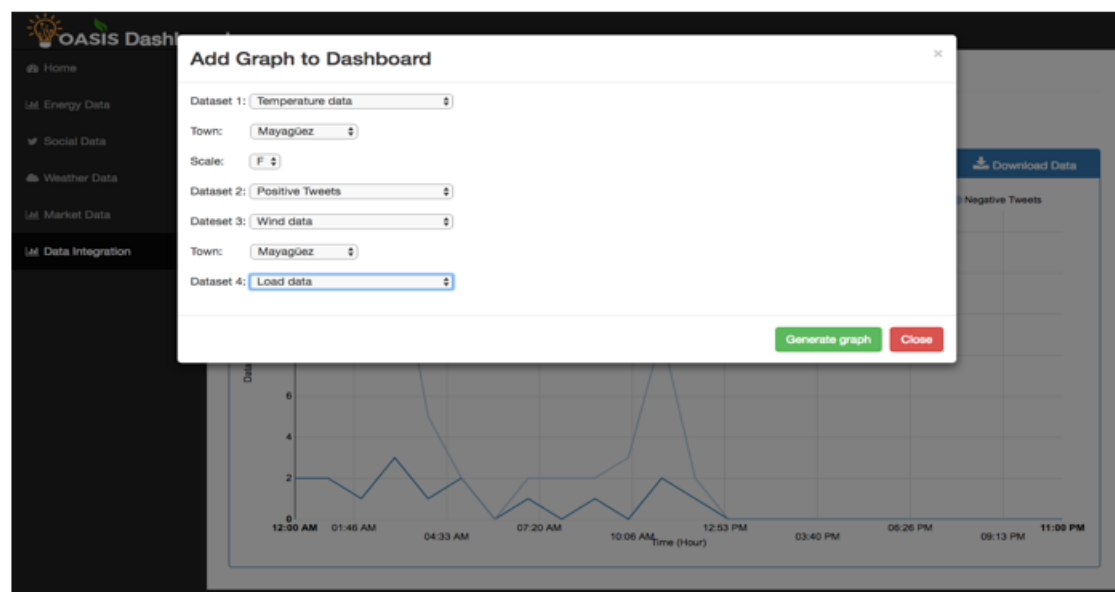 OASIS Dashboard
Home
Energy Data
Social Data
Weather Data
Market Data
Data Integration
Add Graph to Dashboard
×
Dataset 1: Temperature data
Town: Mayagüez
Scale: F
Dataset 2: Positive Tweets
Dateset 3: Wind data
Town: Mayagüez
Dataset 4: Load data
Generate graph Close
Download Data
Negative Tweets
Data
6
4
2
0
12:00 AM 01:46 AM 04:33 AM 07:20 AM 10:06 AM 12:53 PM 03:40 PM 06:26 PM 09:13 PM 11:00 PM
Time (Hour)